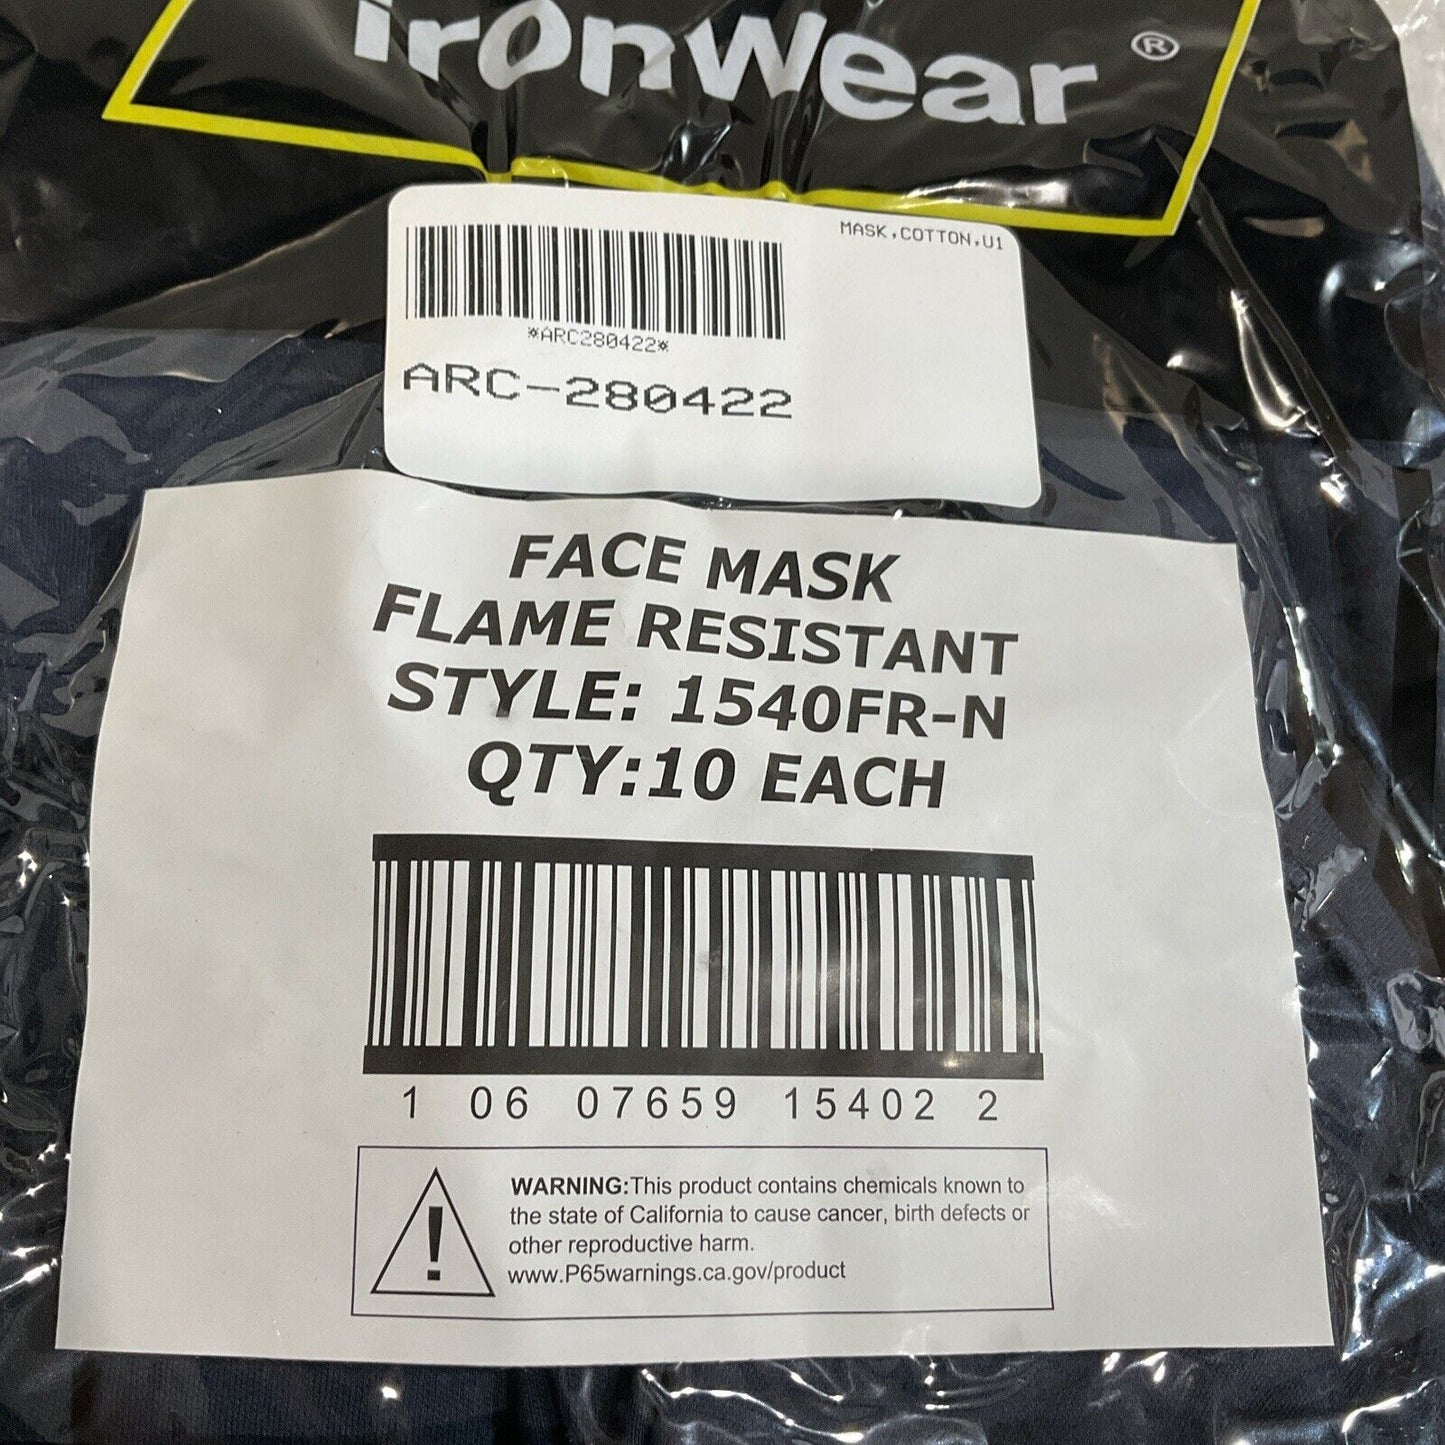 ironwear ®
MASK,COTTON,U1
*ARC280422*
ARC-280422
FACE MASK
FLAME RESISTANT
STYLE: 1540FR-N
QTY:10 EACH
1 06 07659 15402 2
WARNING:This product contains chemicals known to
the state of California to cause cancer, birth defects or
other reproductive harm.
www.P65warnings.ca.gov/product
!